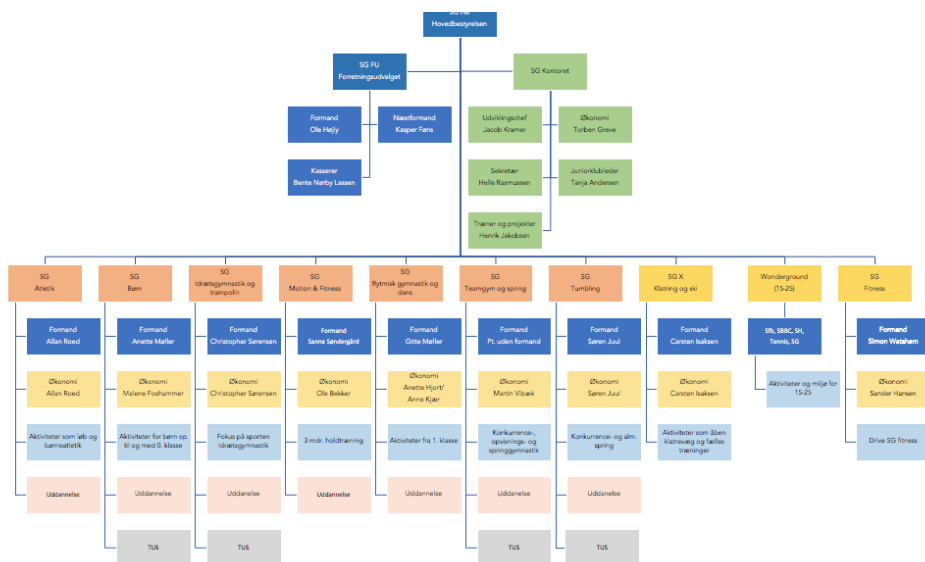 Hovedbestyrelsen
SG FU
Forretningsudvalget
SG Kontoret
Formand
Ole Højly
Næstformand
Kasper Føns
Udviklingschef
Jacob Kramer
Økonomi
Torben Greve
Kasserer
Bente Nørby Lassen
Sekretær
Helle Rasmussen
Juniorklubleder
Tanja Andersen
Træner og projekter
Henrik Jakobsen
SG
Atletik
SG
Børn
SG
Idrætsgymnastik og
trampolin
SG
Motion & Fitness
SG
Rytmisk gymnastik og
dans
SG
Teamgym og spring
SG
Tumbling
SG X
Klatring og ski
Wonderground
(15-25)
SG
Fitness
Formand
Allan Roed
Formand
Anette Møller
Formand
Christopher Sørensen
Formand
Sanne Søndergård
Formand
Gitte Møller
Formand
Pt. uden formand
Formand
Søren Juul
Formand
Carsten Isaksen
Sfb, SBBC, SH,
Tennis, SG
Formand
Simon Watsham
Økonomi
Allan Roed
Økonomi
Malene Foshammer
Økonomi
Christopher Sørensen
Økonomi
Ole Bekker
Økonomi
Anette Hjort/
Anne Kjær
Økonomi
Martin Vibæk
Økonomi
Søren Juul
Økonomi
Carsten Isaksen
Aktiviteter og miljø for
15-25
Økonomi
Sander Hansen
Aktiviteter som løb og
børneatletik
Aktiviteter for børn op
til og med 0. klasse
Fokus på sporten
idrætsgymnastik
3 mdr. holdtræning
Aktiviteter fra 1. klasse
Konkurrence-,
opvisnings- og
springgymnastik
Konkurrence- og alm.
spring
Aktiviteter som åben
klatrevæg og fælles
træninger
Drive SG fitness
Uddannelse
Uddannelse
Uddanelse
Uddannelse
Uddannelse
Uddanelse
Uddanelse
TUS
TUS
TUS
TUS